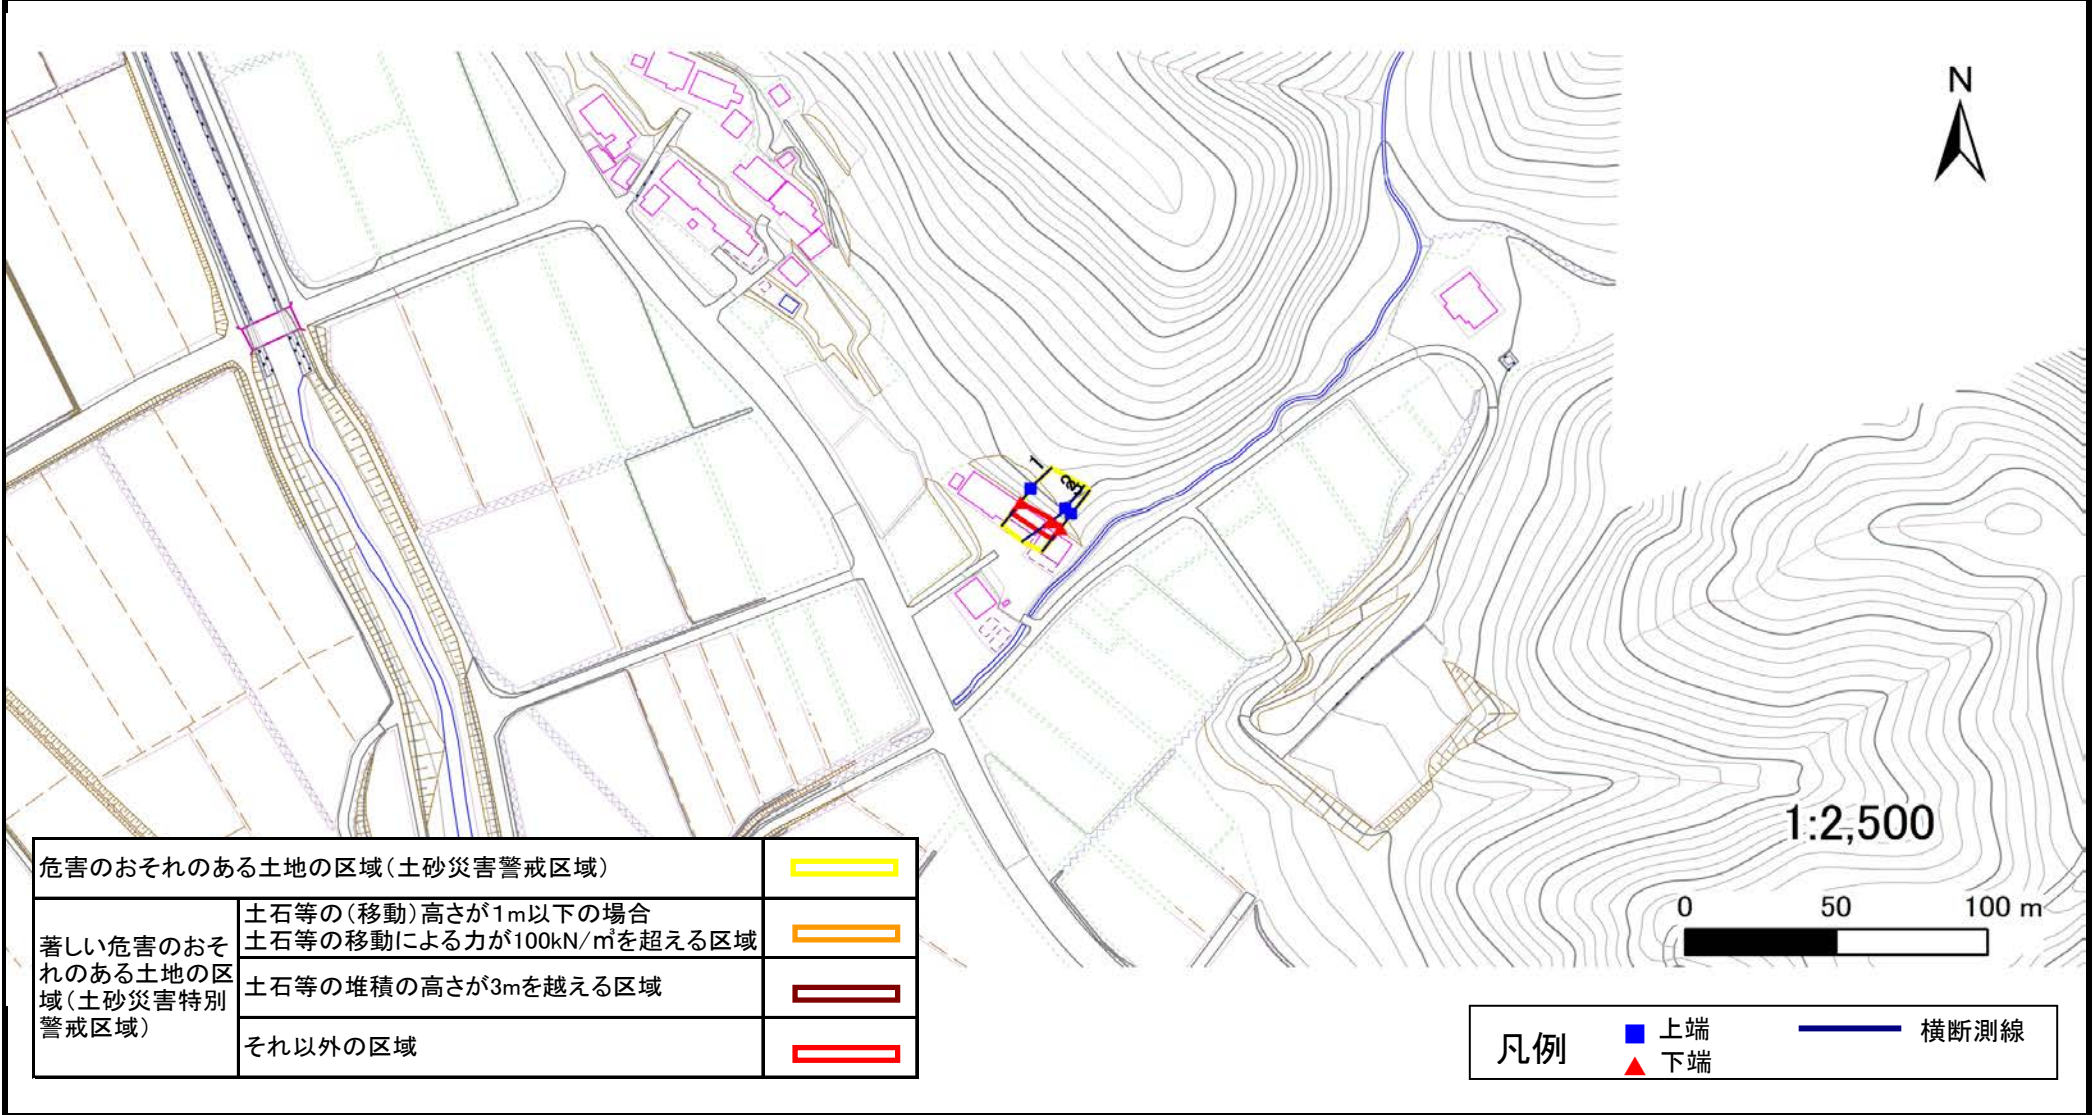 N
1
2
3
1:2,500
0 50 100 m
危害のおそれのある土地の区域(土砂災害警戒区域)
著しい危害のおそ
れのある土地の区
域(土砂災害特別
警戒区域)
土石等の(移動)高さが1m以下の場合
土石等の移動による力が100kN/㎡を超える区域
土石等の堆積の高さが3mを越える区域
それ以外の区域
凡例
上端
下端
横断測線